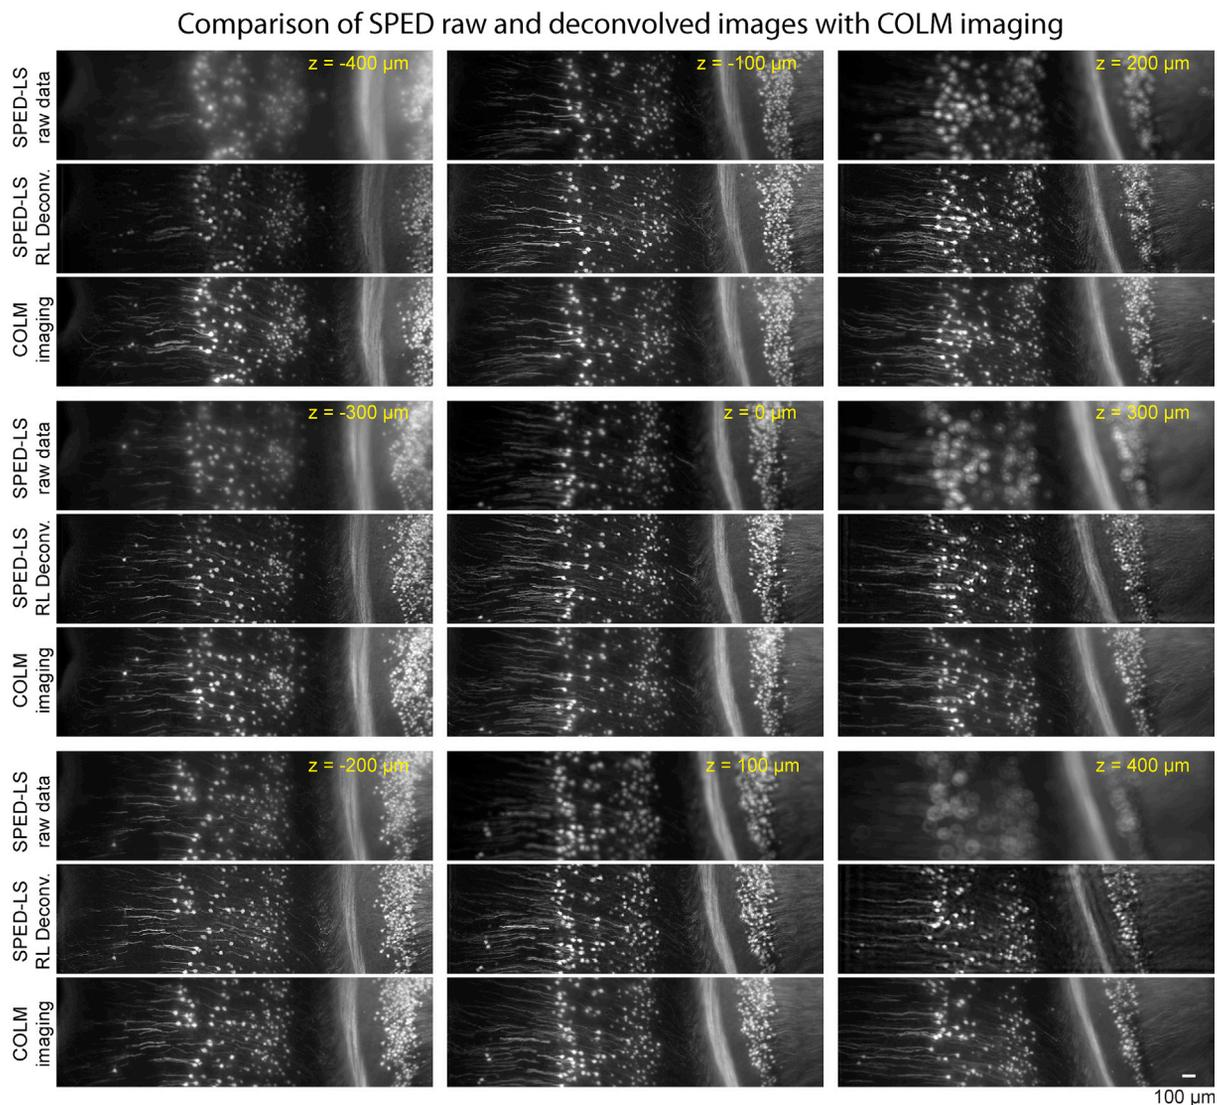 Comparison of SPED raw and deconvolved images with COLM imaging
SPED-LS
raw data
z = -400 µm
z = -100 µm
z = 200 µm
SPED-LS
RL Deconv.
COLM
imaging
SPED-LS
raw data
z = -300 µm
z = 0 µm
z = 300 µm
SPED-LS
RL Deconv.
COLM
imaging
SPED-LS
raw data
z = -200 µm
z = 100 µm
z = 400 µm
SPED-LS
RL Deconv.
COLM
imaging
100 µm